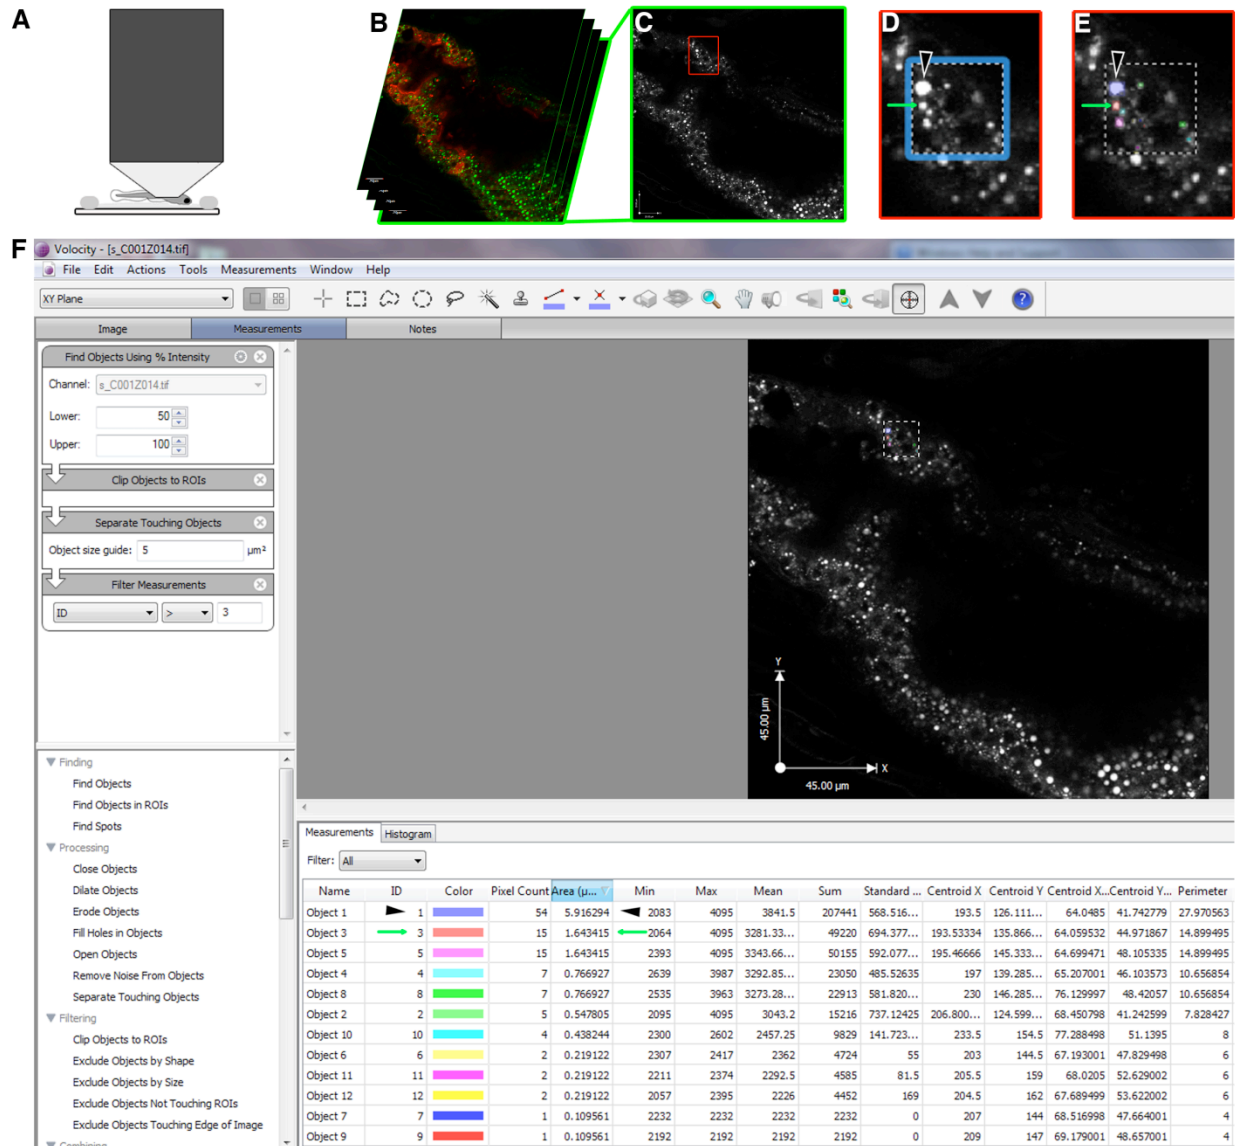 A
B
C
D
E
F
Volocity - [s_C001Z014.tif]
File Edit Actions Tools Measurements Window Help
XY Plane
Image Measurements Notes
Find Objects Using % Intensity
Channel: s_C001Z014.tif
Lower: 50
Upper: 100
Clip Objects to ROIs
Separate Touching Objects
Object size guide: 5 µm²
Filter Measurements
ID > 3
Y
45.00 µm
X
45.00 µm
Finding
Find Objects
Find Objects in ROIs
Find Spots
Processing
Close Objects
Dilate Objects
Erode Objects
Fill Holes in Objects
Open Objects
Remove Noise From Objects
Separate Touching Objects
Filtering
Clip Objects to ROIs
Exclude Objects by Shape
Exclude Objects by Size
Exclude Objects Not Touching ROIs
Exclude Objects Touching Edge of Image
Combining
Measurements Histogram
Filter: All
Name ID Color Pixel Count Area (µ... Min Max Mean Sum Standard ... Centroid X Centroid Y Centroid X... Centroid Y... Perimeter
Object 1 1 54 5.916294 2083 4095 3841.5 207441 568.516... 193.5 126.111... 64.0485 41.742779 27.970563
Object 3 3 15 1.643415 2064 4095 3281.33... 49220 694.377... 193.53334 135.866... 64.059532 44.971867 14.899495
Object 5 5 15 1.643415 2393 4095 3343.66... 50155 592.077... 195.46666 145.333... 64.699471 48.105335 14.899495
Object 4 4 7 0.766927 2639 3987 3292.85... 23050 485.52635 197 139.285... 65.207001 46.103573 10.656854
Object 8 8 7 0.766927 2535 3963 3273.28... 22913 581.820... 230 146.285... 76.129997 48.42057 10.656854
Object 2 2 5 0.547805 2095 4095 3043.2 15216 737.12425 206.800... 124.599... 68.450798 41.242599 7.828427
Object 10 10 4 0.438244 2300 2602 2457.25 9829 141.723... 233.5 154.5 77.288498 51.1395 8
Object 6 6 2 0.219122 2307 2417 2362 4724 55 203 144.5 67.193001 47.829498 6
Object 11 11 2 0.219122 2211 2374 2292.5 4585 81.5 205.5 159 68.0205 52.629002 6
Object 12 12 2 0.219122 2057 2395 2226 4452 169 204.5 162 67.689499 53.622002 6
Object 7 7 1 0.109561 2232 2232 2232 2232 0 207 144 68.516998 47.664001 4
Object 9 9 1 0.109561 2192 2192 2192 2192 0 209 147 69.179001 48.657001 4